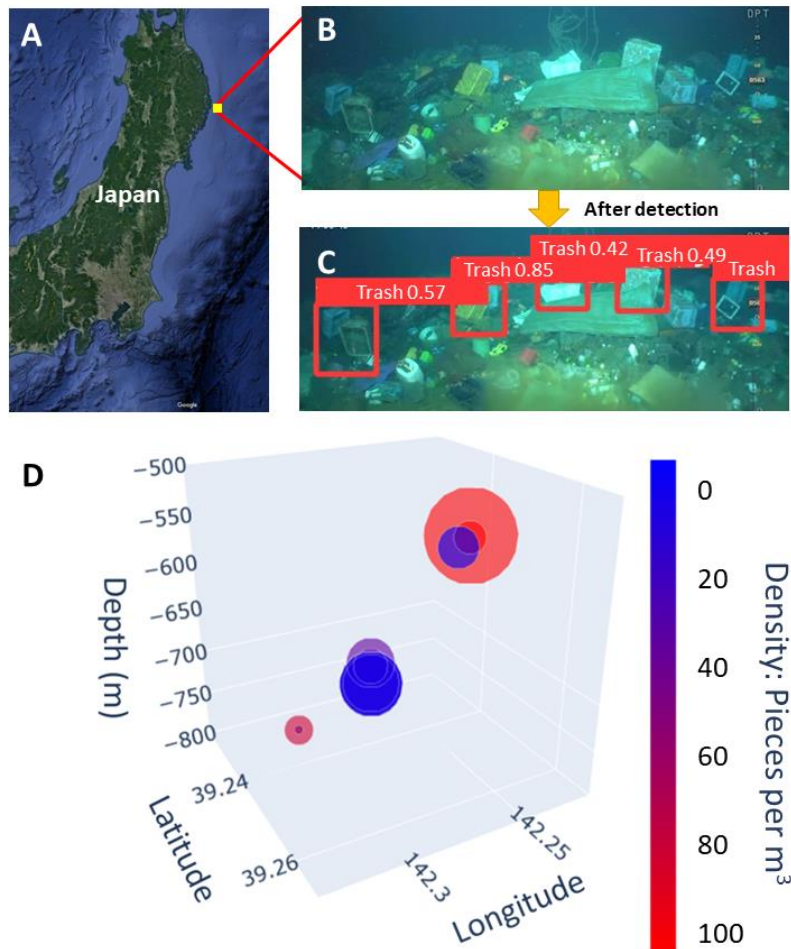 A
Japan
Google
B
DPT
After detection
C
Trash 0.57
Trash 0.85
Trash 0.42
Trash 0.49
Trash
D
−500
−550
−600
−650
−700
−750
−800
Depth (m)
39.24
39.26
Latitude
142.3
142.25
Longitude
0
20
40
60
80
100
Density: Pieces per m³